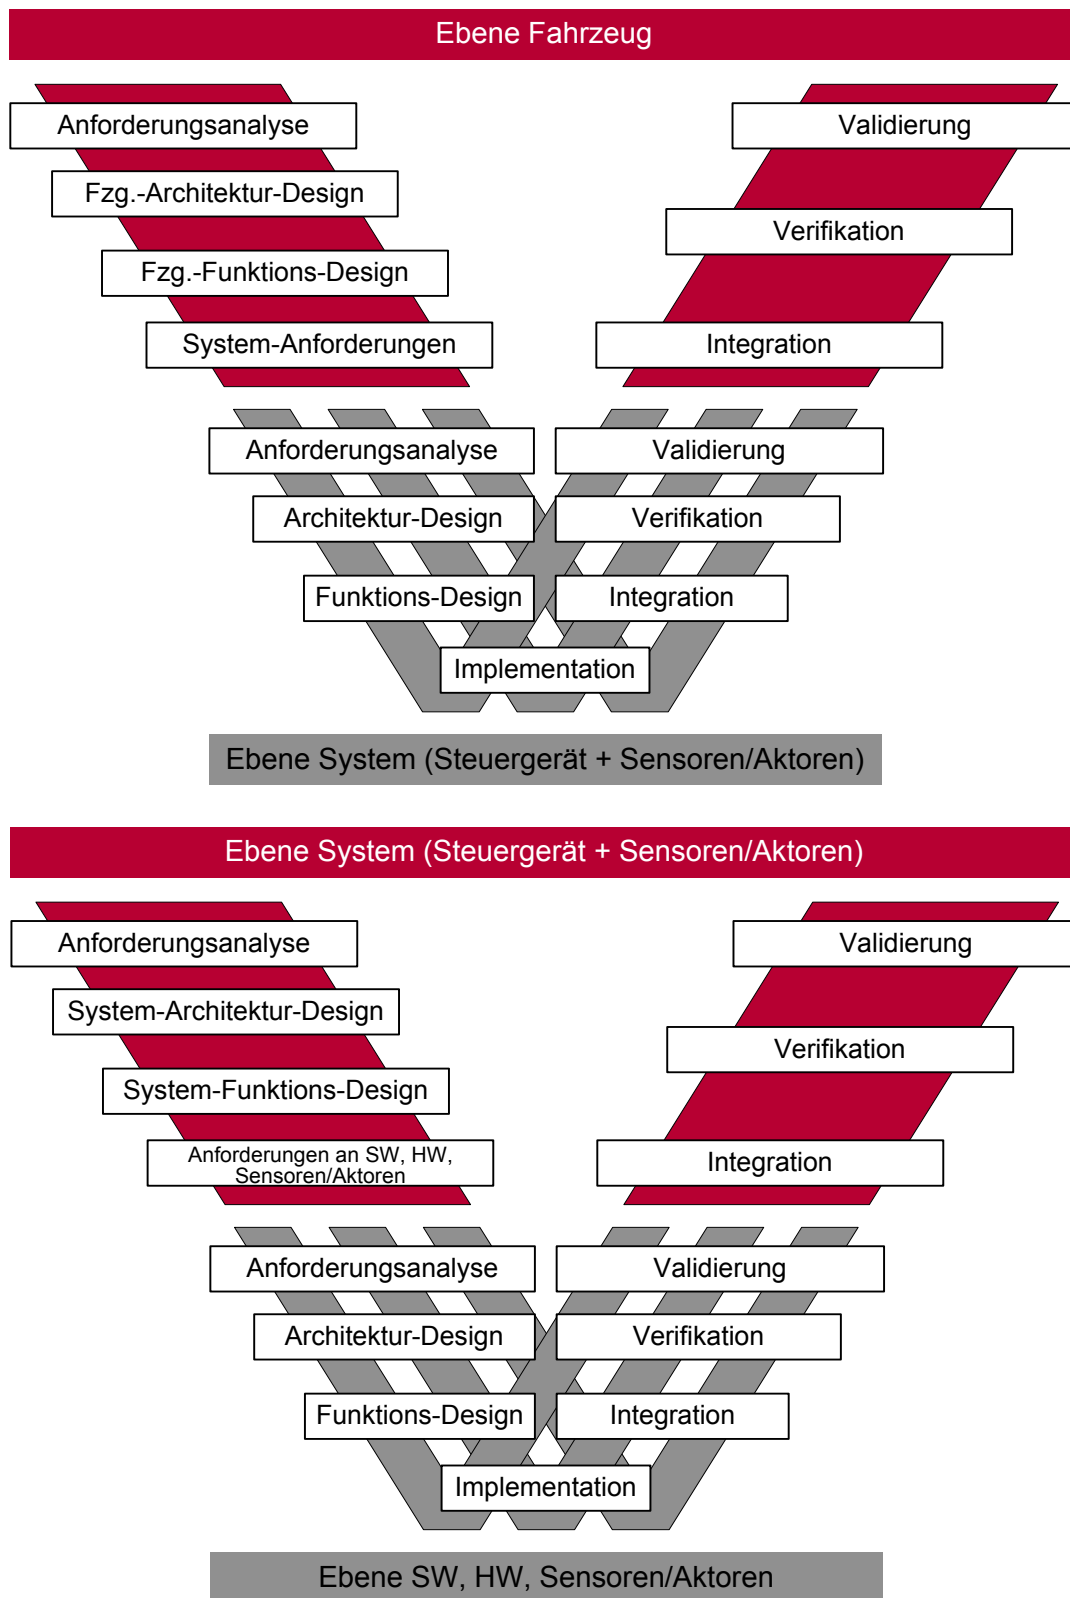 Ebene Fahrzeug
Anforderungsanalyse
Validierung
Fzg.-Architektur-Design
Verifikation
Fzg.-Funktions-Design
System-Anforderungen
Integration
Anforderungsanalyse
Validierung
Architektur-Design
Verifikation
Funktions-Design
Integration
Implementation
Ebene System (Steuergerät + Sensoren/Aktoren)
Ebene System (Steuergerät + Sensoren/Aktoren)
Anforderungsanalyse
Validierung
System-Architektur-Design
Verifikation
System-Funktions-Design
Anforderungen an SW, HW,
Sensoren/Aktoren
Integration
Anforderungsanalyse
Validierung
Architektur-Design
Verifikation
Funktions-Design
Integration
Implementation
Ebene SW, HW, Sensoren/Aktoren